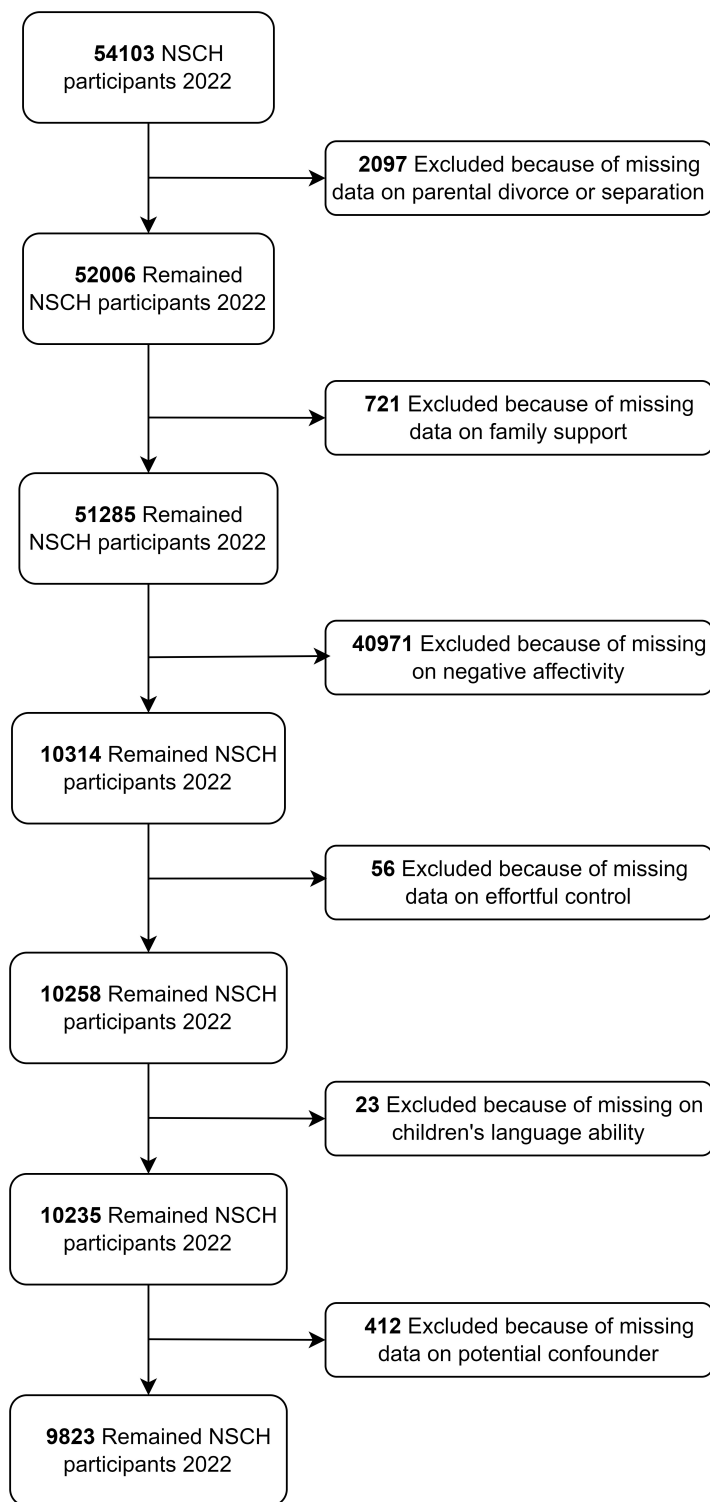 54103 NSCH
participants 2022
2097 Excluded because of missing
data on parental divorce or separation
52006 Remained
NSCH participants 2022
721 Excluded because of missing
data on family support
51285 Remained
NSCH participants 2022
40971 Excluded because of missing
on negative affectivity
10314 Remained NSCH
participants 2022
56 Excluded because of missing
data on effortful control
10258 Remained NSCH
participants 2022
23 Excluded because of missing on
children's language ability
10235 Remained NSCH
participants 2022
412 Excluded because of missing
data on potential confounder
9823 Remained NSCH
participants 2022